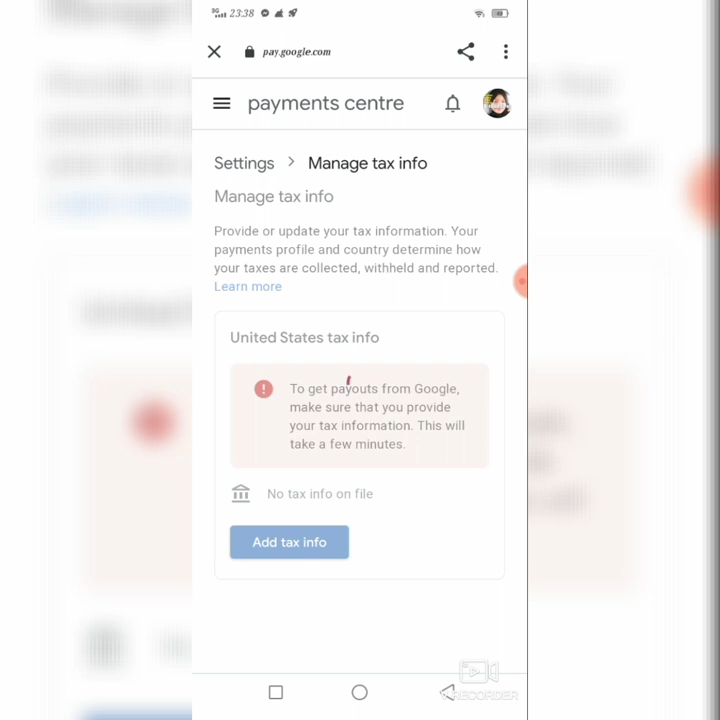 3G 23:38
pay.google.com
payments centre
Settings > Manage tax info
Manage tax info
Provide or update your tax information. Your
payments profile and country determine how
your taxes are collected, withheld and reported.
Learn more
United States tax info
To get payouts from Google,
make sure that you provide
your tax information. This will
take a few minutes.
No tax info on file
Add tax info
RECORDER